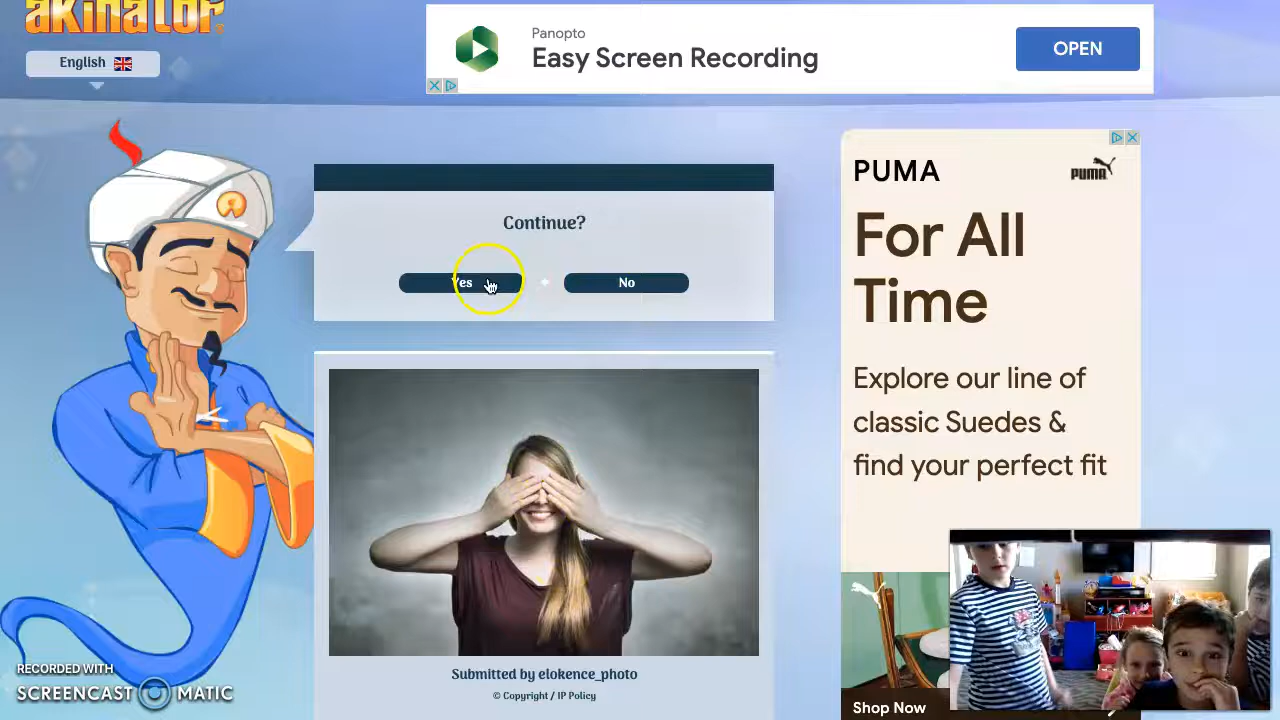 akinator®
English
Panopto
Easy Screen Recording
OPEN
Continue?
Yes
No
PUMA
PUMA
For All
Time
Explore our line of
classic Suedes &
find your perfect fit
Submitted by elokence_photo
© Copyright / IP Policy
Shop Now
RECORDED WITH
SCREENCAST MATIC